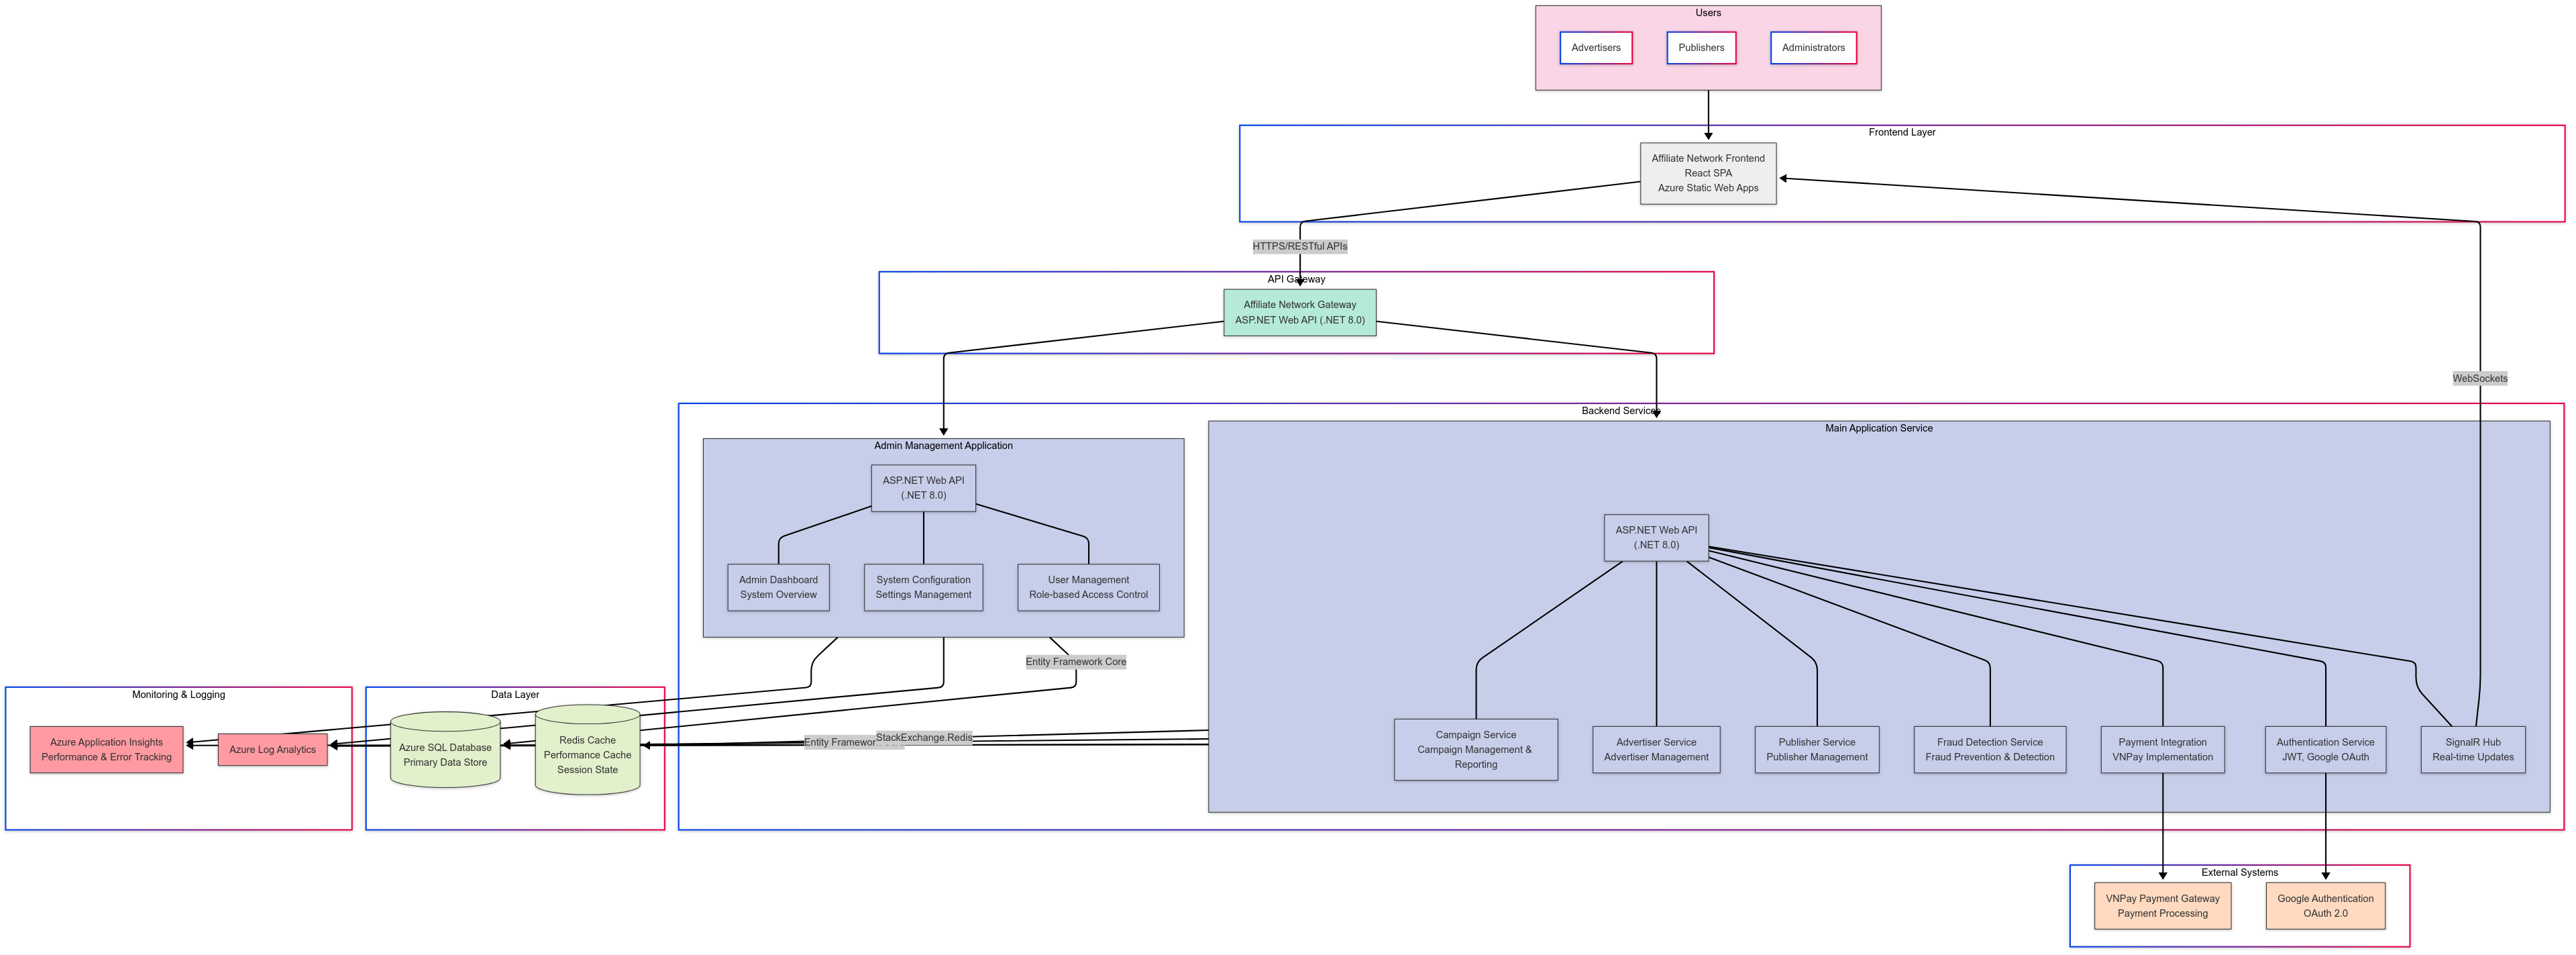 Users
Advertisers
Publishers
Administrators
Frontend Layer
Affiliate Network Frontend
React SPA
Azure Static Web Apps
HTTPS/RESTful APIs
API Gateway
Affiliate Network Gateway
ASP.NET Web API (.NET 8.0)
WebSockets
Backend Services
Admin Management Application
ASP.NET Web API
(.NET 8.0)
Admin Dashboard
System Overview
System Configuration
Settings Management
User Management
Role-based Access Control
Entity Framework Core
Main Application Service
ASP.NET Web API
(.NET 8.0)
Campaign Service
Campaign Management &
Reporting
Advertiser Service
Advertiser Management
Publisher Service
Publisher Management
Fraud Detection Service
Fraud Prevention & Detection
Payment Integration
VNPay Implementation
Authentication Service
JWT, Google OAuth
SignalR Hub
Real-time Updates
Monitoring & Logging
Azure Application Insights
Performance & Error Tracking
Azure Log Analytics
Data Layer
Azure SQL Database
Primary Data Store
Redis Cache
Performance Cache
Session State
Entity Framework
StackExchange.Redis
External Systems
VNPay Payment Gateway
Payment Processing
Google Authentication
OAuth 2.0